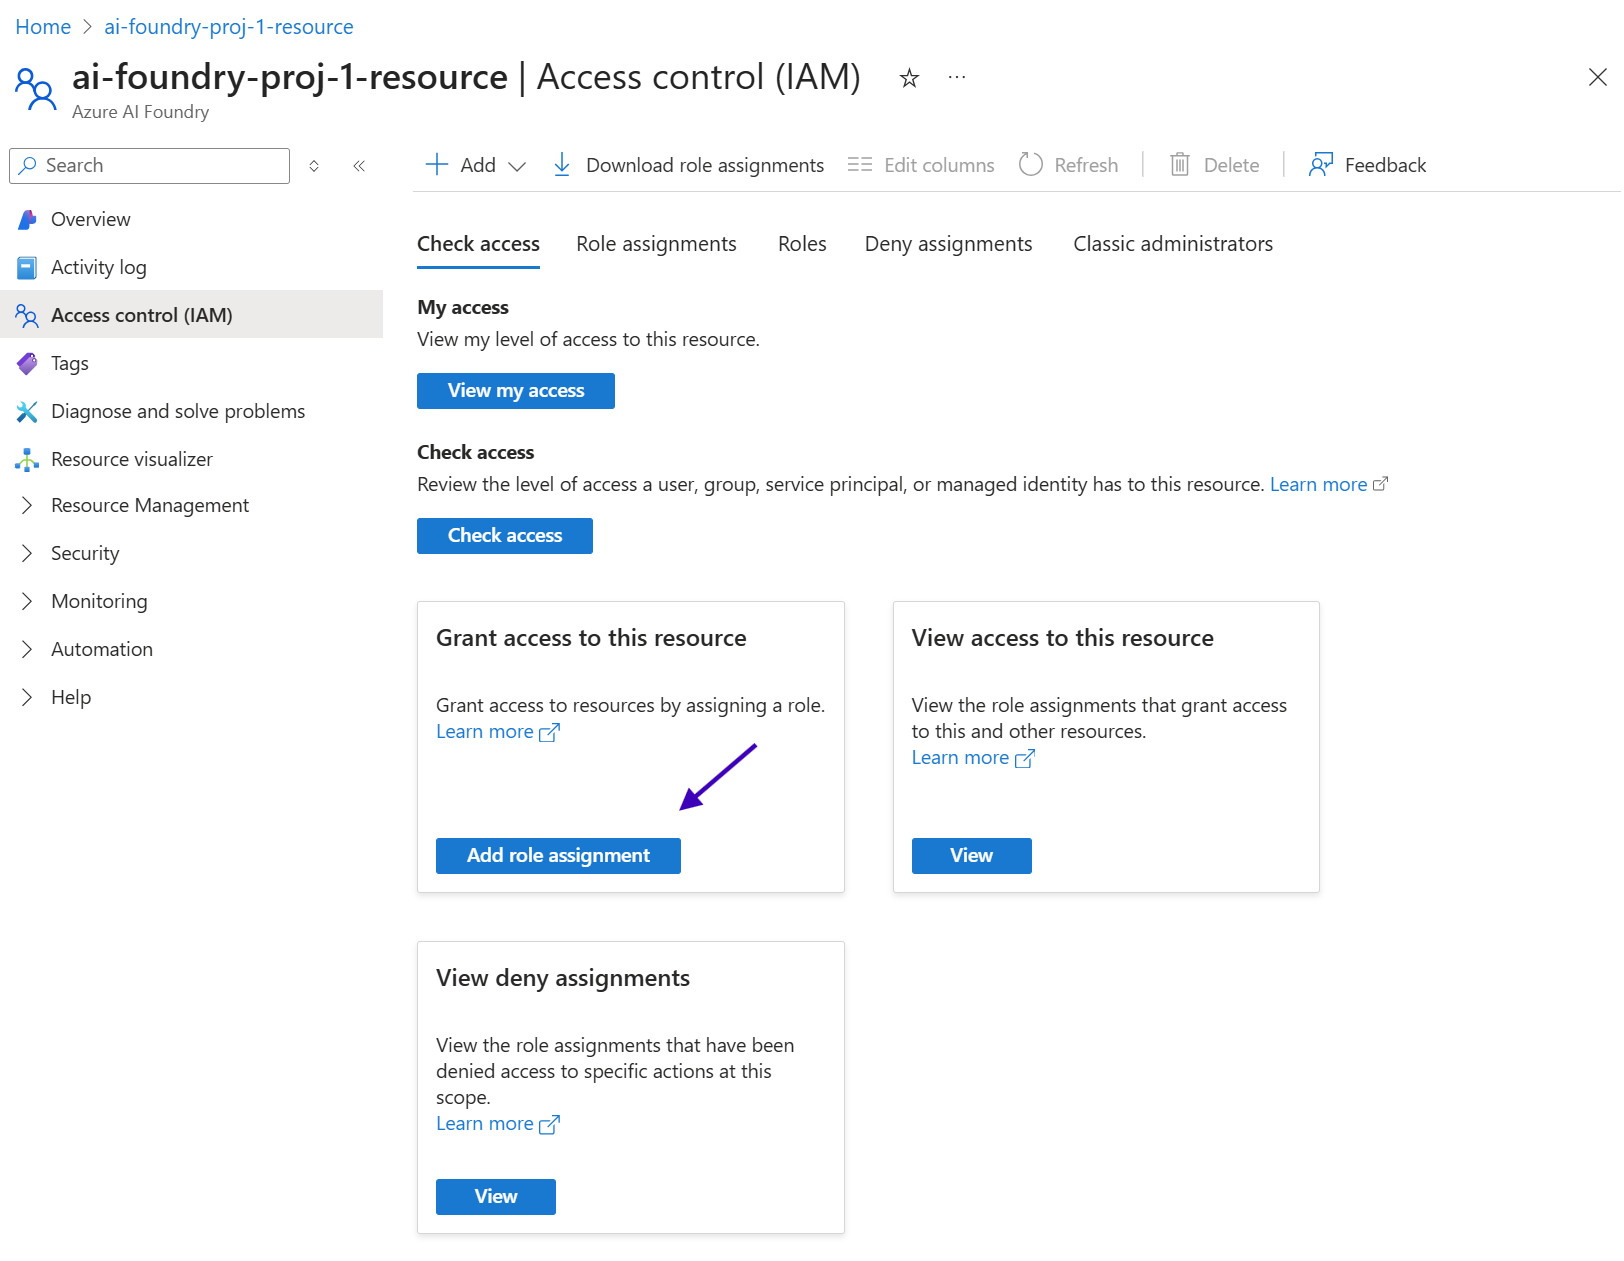 Home > ai-foundry-proj-1-resource
ai-foundry-proj-1-resource | Access control (IAM)
Azure AI Foundry
Search
Add
Download role assignments
Edit columns
Refresh
Delete
Feedback
Overview
Activity log
Access control (IAM)
Tags
Diagnose and solve problems
Resource visualizer
Resource Management
Security
Monitoring
Automation
Help
Check access
Role assignments
Roles
Deny assignments
Classic administrators
My access
View my level of access to this resource.
View my access
Check access
Review the level of access a user, group, service principal, or managed identity has to this resource. Learn more
Check access
Grant access to this resource
Grant access to resources by assigning a role.
Learn more
Add role assignment
View access to this resource
View the role assignments that grant access
to this and other resources.
Learn more
View
View deny assignments
View the role assignments that have been
denied access to specific actions at this
scope.
Learn more
View